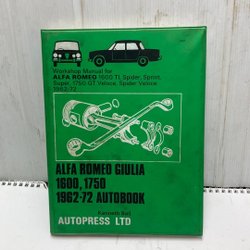 Workshop Manual for
ALFA ROMEO 1600 TI, Spider, Sprint,
Super, 1750 GT Veloce, Spider Veloce
1962-72
ALFA ROMEO GIULIA
1600, 1750
1962-72 AUTOBOOK
Kenneth Ball
AUTOPRESS LTD